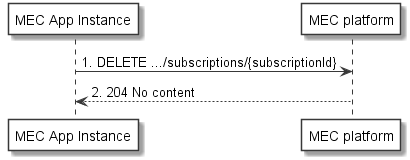 MEC App Instance
MEC platform
1. DELETE .../subscriptions/{subscriptionId}
2. 204 No content
MEC App Instance
MEC platform